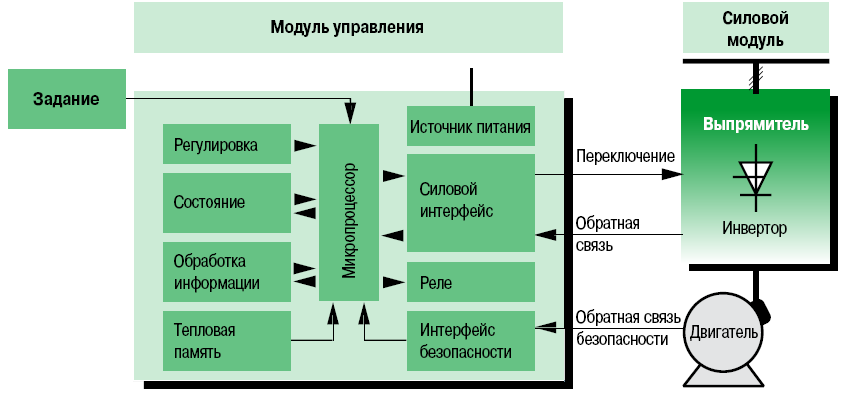 Модуль управления
Силовой
модуль
Задание
Регулировка
Состояние
Обработка
информации
Тепловая
память
Микропроцессор
Источник питания
Силовой
интерфейс
Реле
Интерфейс
безопасности
Переключение
Обратная
связь
Обратная связь
безопасности
Выпрямитель
Инвертор
Двигатель